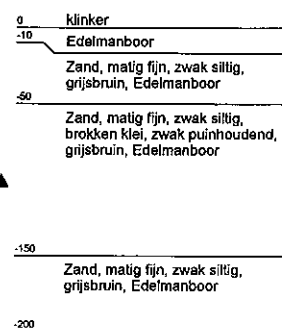 0 klinker
-10 Edelmanboor
Zand, matig fijn, zwak siltig,
grijsbruin, Edelmanboor
-50
Zand, matig fijn, zwak siltig,
brokken klei, zwak puinhoudend,
grijsbruin, Edelmanboor
-150
Zand, matig fijn, zwak siltig,
grijsbruin, Edelmanboor
-200